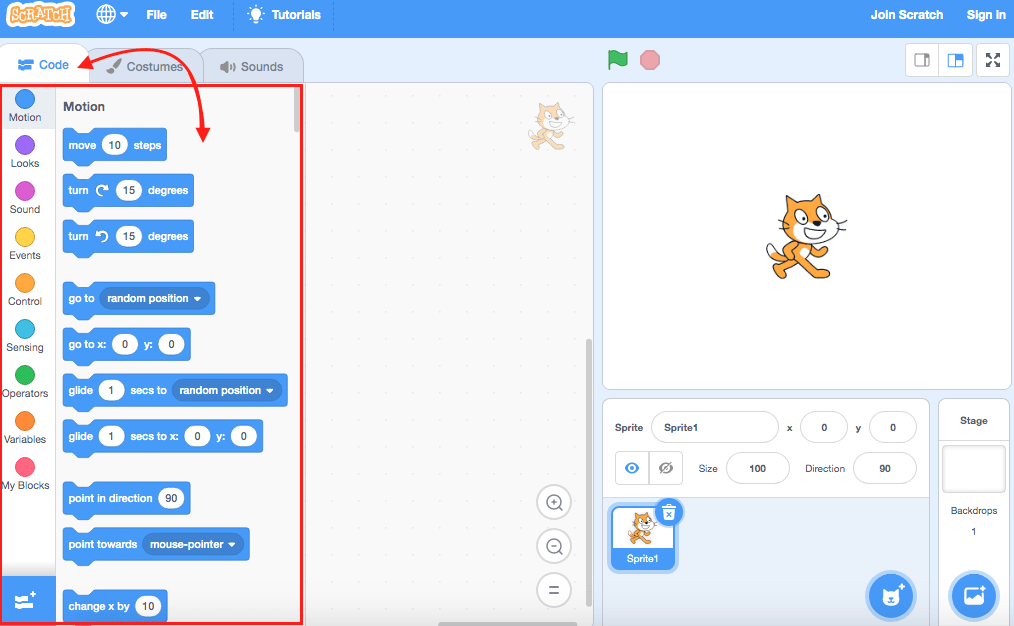 SCRATCH File Edit Tutorials Join Scratch Sign In
Code Costumes Sounds
Motion
Looks
Sound
Events
Control
Sensing
Operators
Variables
My Blocks
Motion
move 10 steps
turn 15 degrees
turn 15 degrees
go to random position
go to x: 0 y: 0
glide 1 secs to random position
glide 1 secs to x: 0 y: 0
point in direction 90
point towards mouse-pointer
change x by 10
Sprite Sprite1 x 0 y 0
Size 100 Direction 90
Sprite1
Stage
Backdrops
1